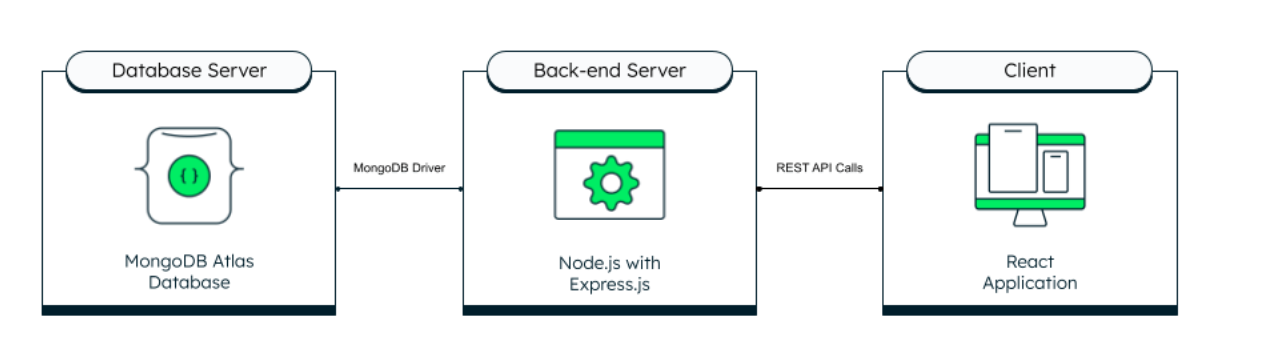 Database Server
{ }
MongoDB Atlas
Database
MongoDB Driver
Back-end Server
Node.js with
Express.js
REST API Calls
Client
React
Application